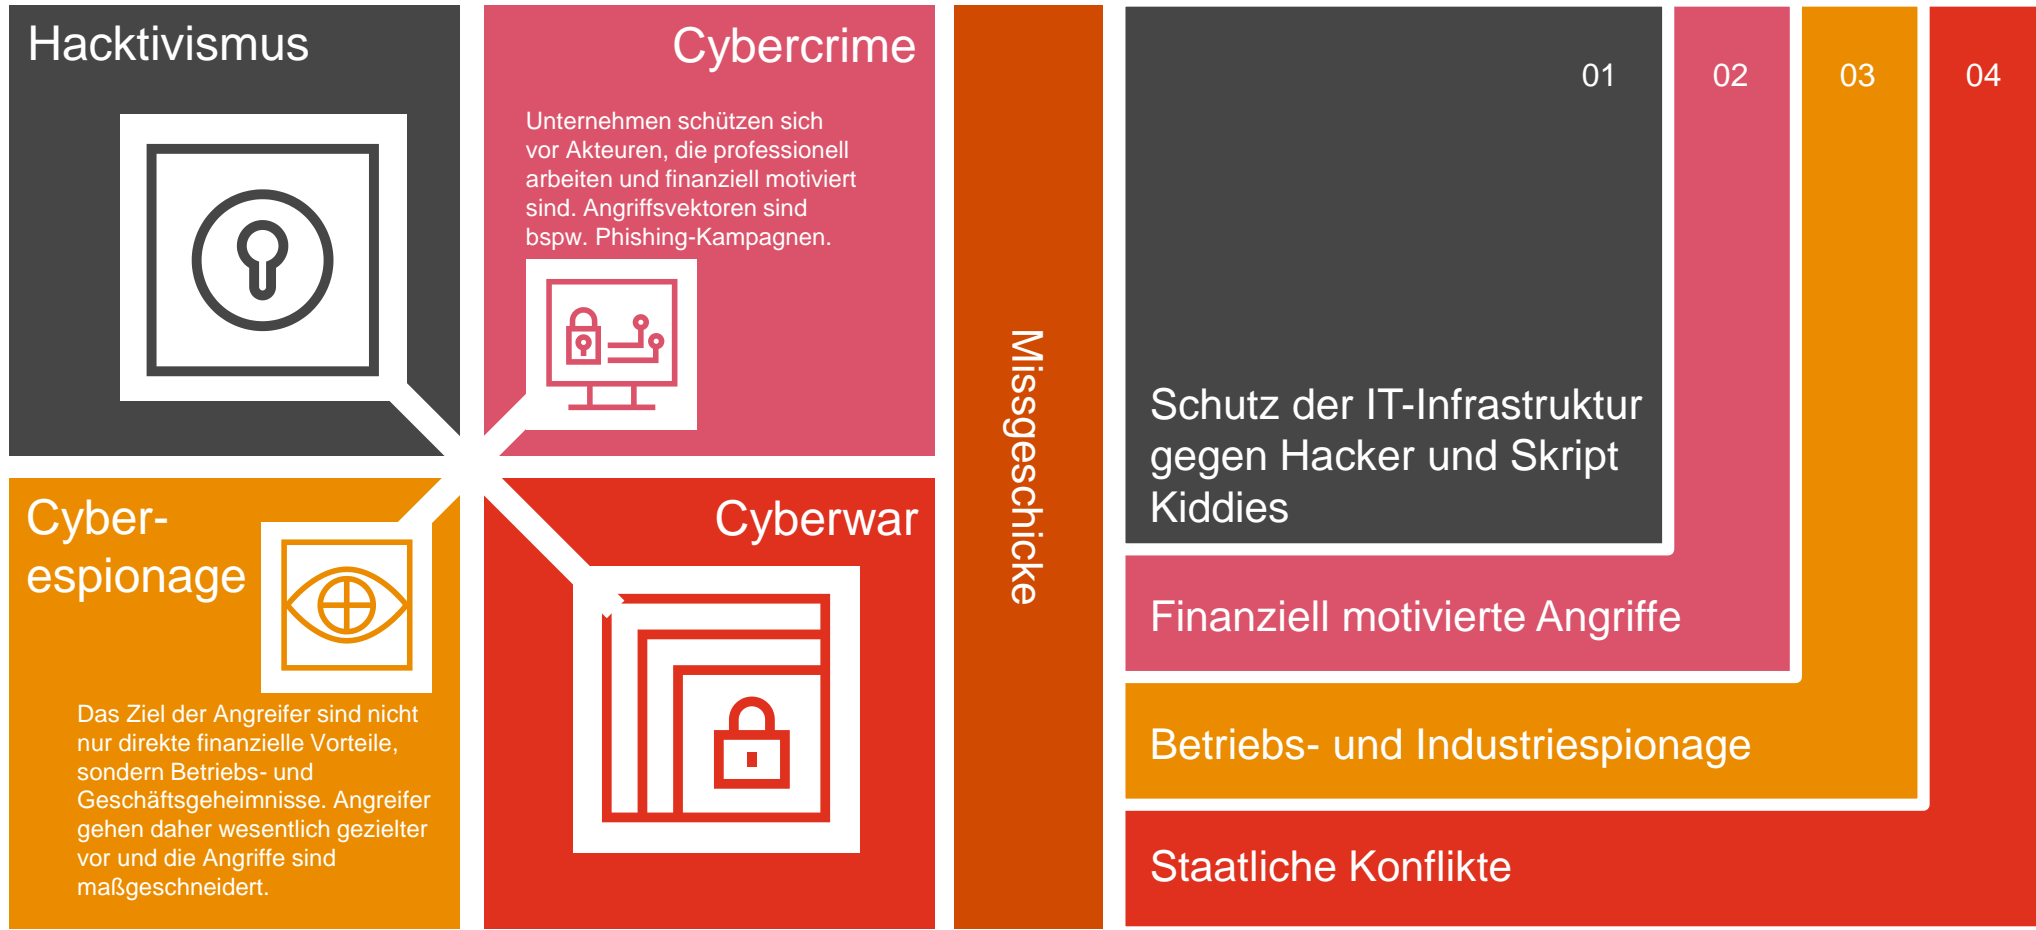 Hacktivismus
Cybercrime
Unternehmen schützen sich
vor Akteuren, die professionell
arbeiten und finanziell motiviert
sind. Angriffsvektoren sind
bspw. Phishing-Kampagnen.
Cyber-
espionage
Das Ziel der Angreifer sind nicht
nur direkte finanzielle Vorteile,
sondern Betriebs- und
Geschäftsgeheimnisse. Angreifer
gehen daher wesentlich gezielter
vor und die Angriffe sind
maßgeschneidert.
Cyberwar
Missgeschicke
01
02
03
04
Schutz der IT-Infrastruktur
gegen Hacker und Skript
Kiddies
Finanziell motivierte Angriffe
Betriebs- und Industriespionage
Staatliche Konflikte